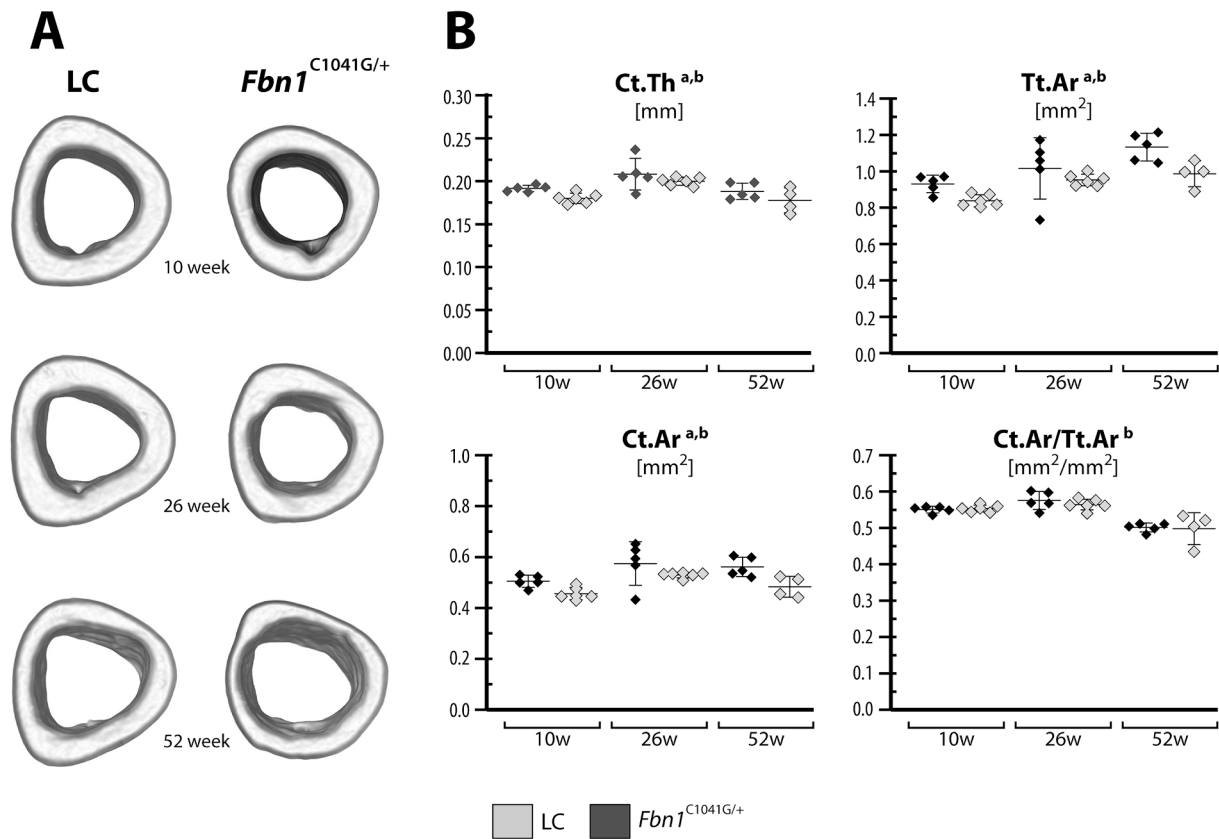 A
LC
Fbn1^C1041G/+
10 week
26 week
52 week
B
Ct.Th a,b
[mm]
0.30
0.25
0.20
0.15
0.10
0.05
0.00
10w
26w
52w
Tt.Ar a,b
[mm²]
1.4
1.2
1.0
0.8
0.6
0.4
0.2
0.0
10w
26w
52w
Ct.Ar a,b
[mm²]
1.0
0.8
0.6
0.4
0.2
0.0
10w
26w
52w
Ct.Ar/Tt.Ar b
[mm²/mm²]
0.7
0.6
0.5
0.4
0.3
0.2
0.1
0.0
10w
26w
52w
LC
Fbn1^C1041G/+